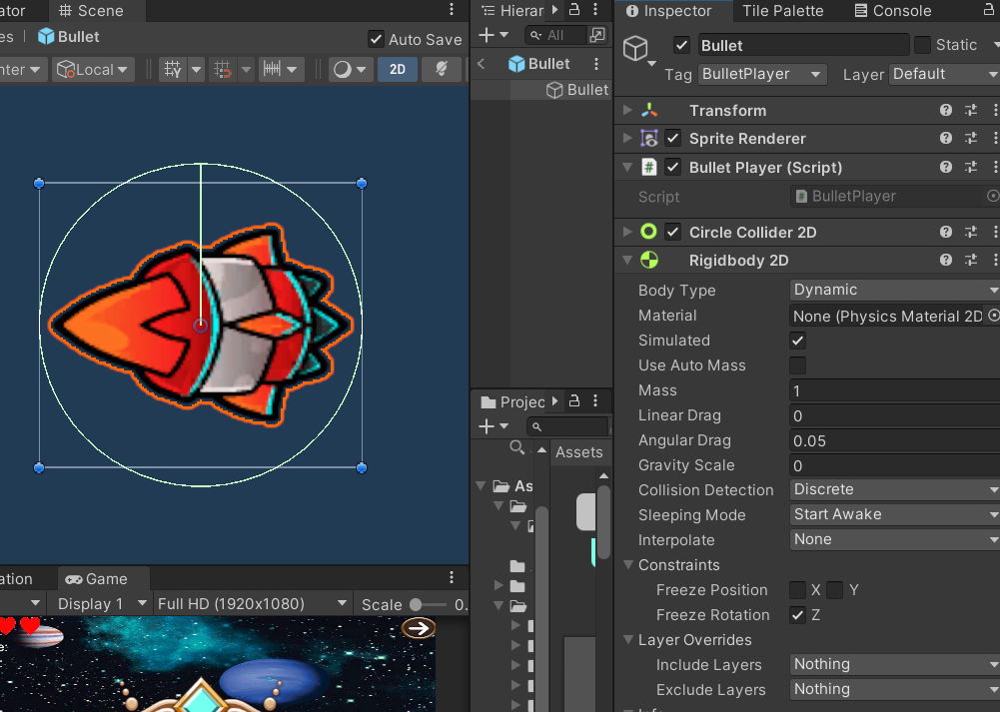 ator
Scene
es
Bullet
Auto Save
nter
Local
2D
Hierar
All
Bullet
Bullet
Projec
Assets
As
ation
Game
Display 1
Full HD (1920x1080)
Scale
0.
e:
Inspector
Tile Palette
Console
Bullet
Static
Tag BulletPlayer
Layer Default
Transform
Sprite Renderer
Bullet Player (Script)
Script
BulletPlayer
Circle Collider 2D
Rigidbody 2D
Body Type
Dynamic
Material
None (Physics Material 2D
Simulated
Use Auto Mass
Mass
1
Linear Drag
0
Angular Drag
0.05
Gravity Scale
0
Collision Detection
Discrete
Sleeping Mode
Start Awake
Interpolate
None
Constraints
Freeze Position
X
Y
Freeze Rotation
Z
Layer Overrides
Include Layers
Nothing
Exclude Layers
Nothing